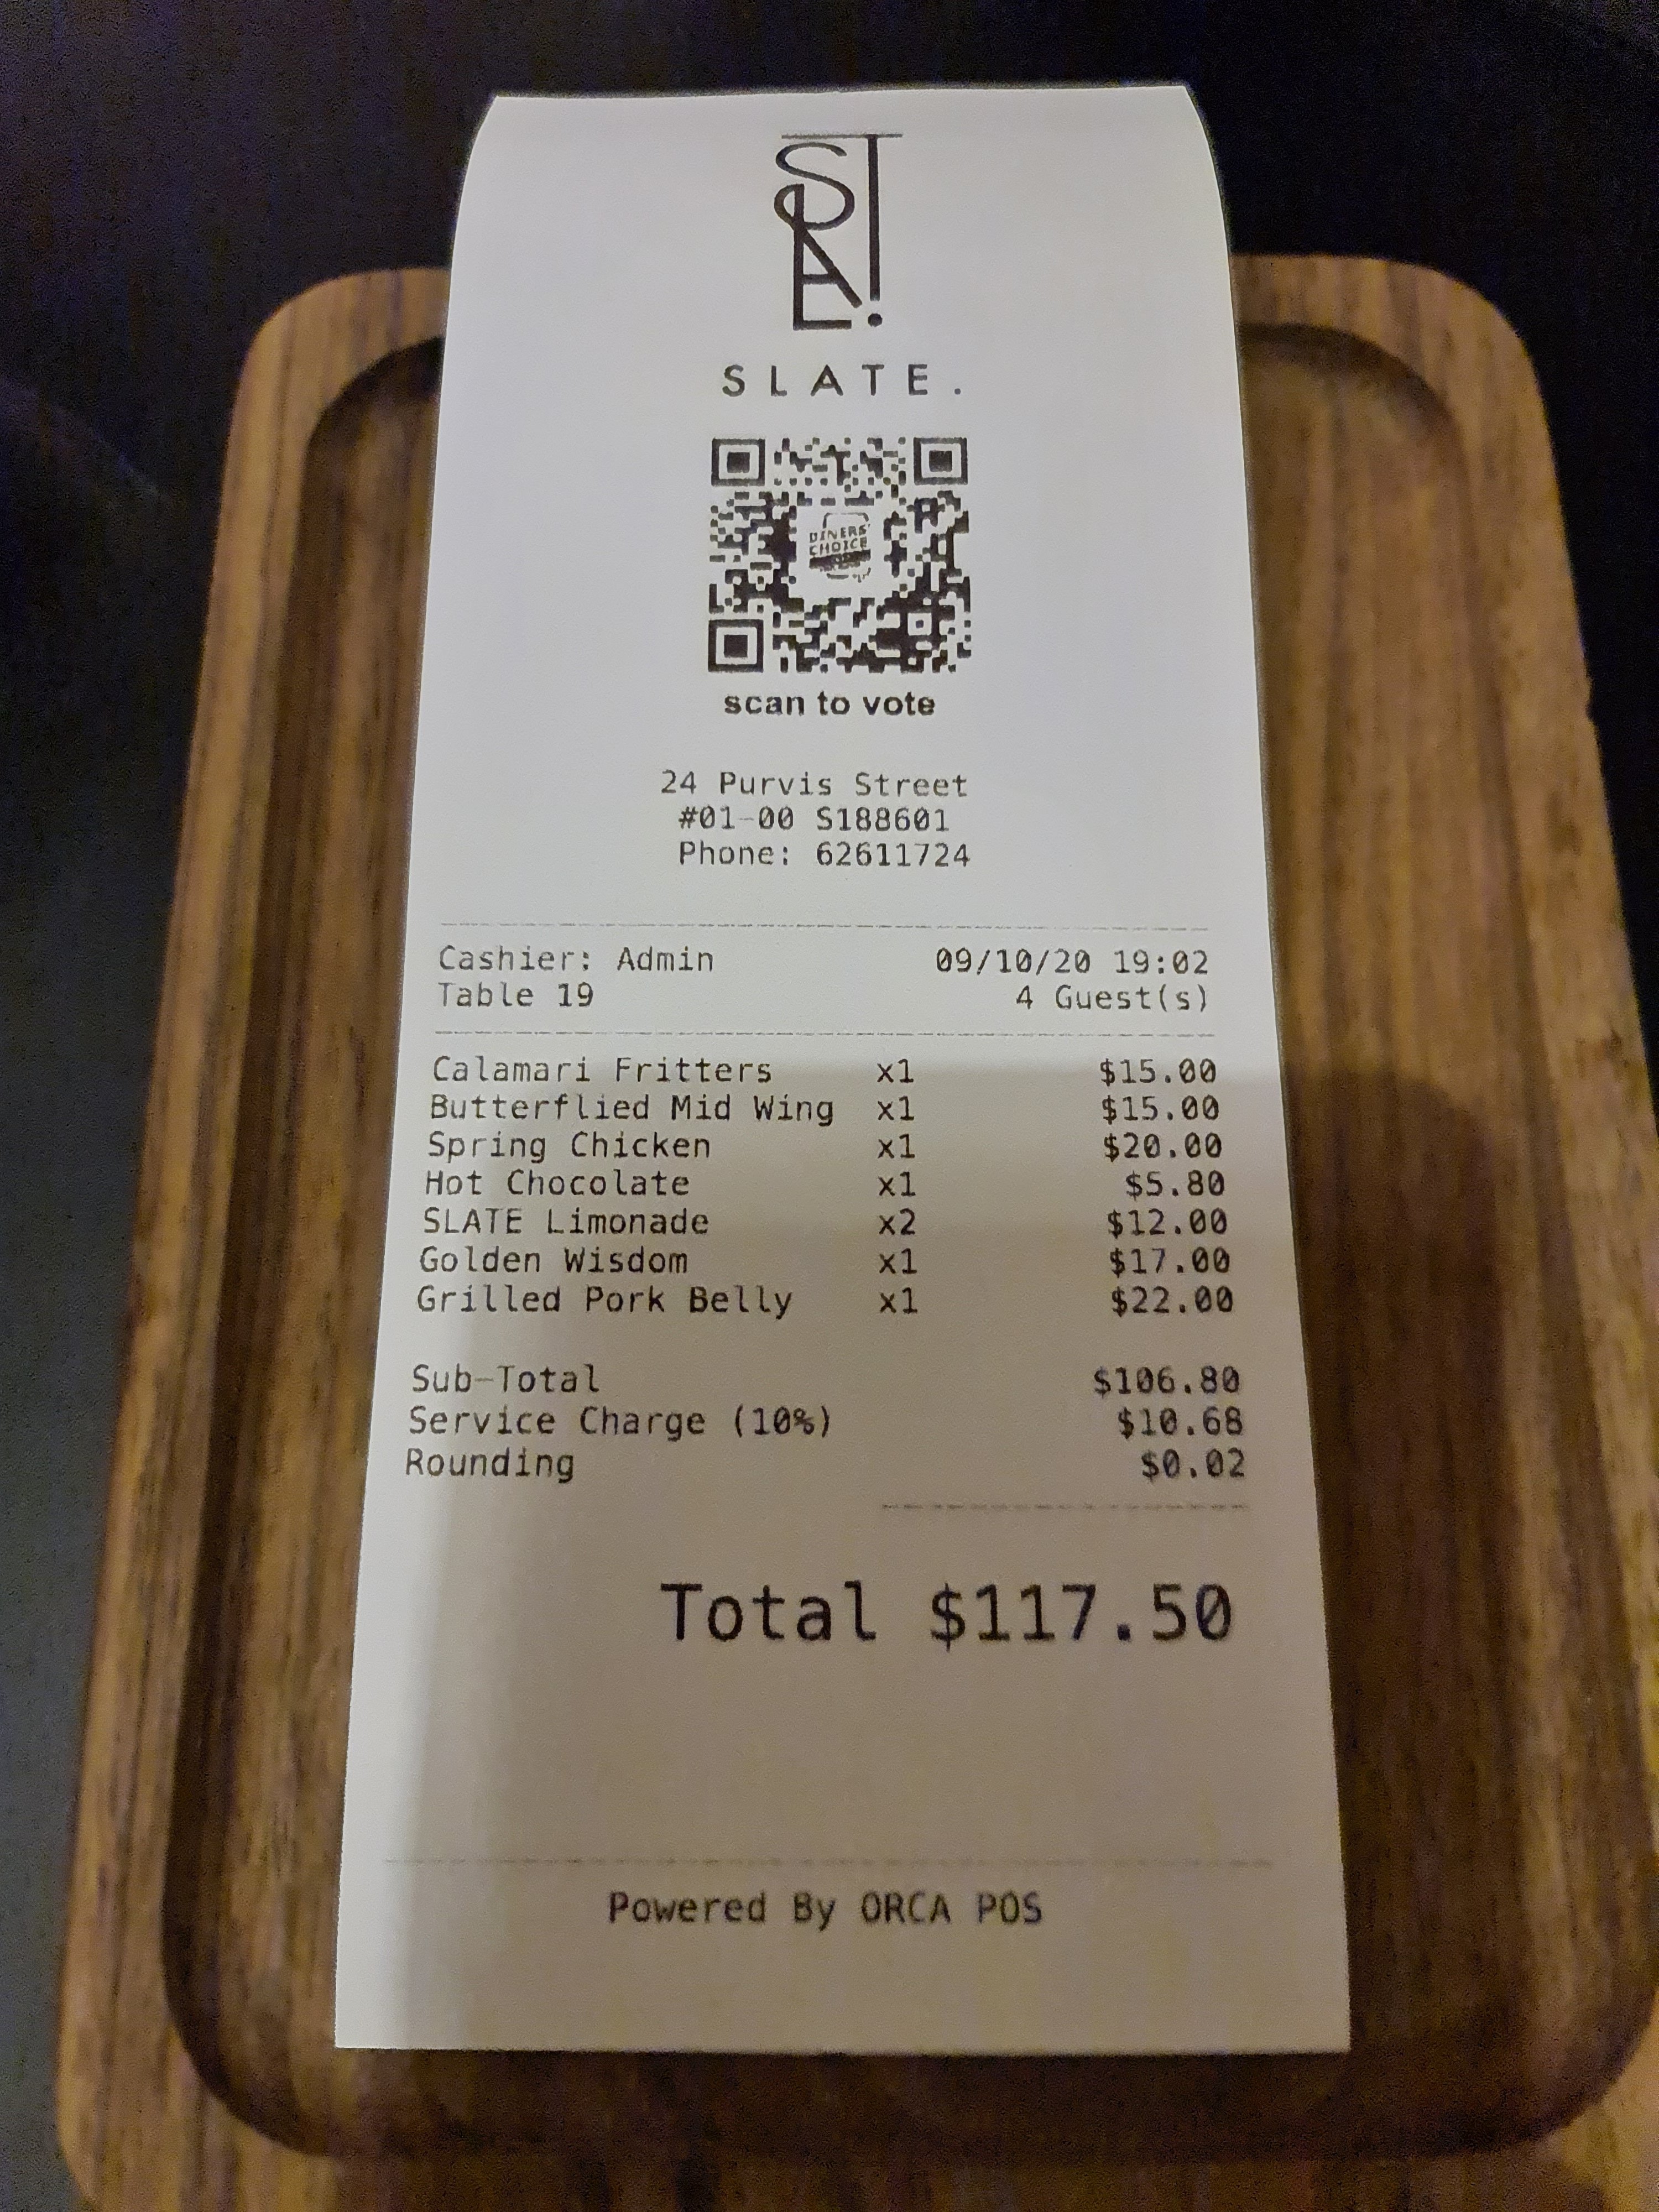 SLATE.
SLATE.
DINERS'
CHOICE
scan to vote
24 Purvis Street
#01-00 S188601
Phone: 62611724
Cashier: Admin 09/10/20 19:02
Table 19 4 Guest(s)
Calamari Fritters x1 $15.00
Butterflied Mid Wing x1 $15.00
Spring Chicken x1 $20.00
Hot Chocolate x1 $5.80
SLATE Limonade x2 $12.00
Golden Wisdom x1 $17.00
Grilled Pork Belly x1 $22.00
Sub-Total $106.80
Service Charge (10%) $10.68
Rounding $0.02
Total $117.50
Powered By ORCA POS